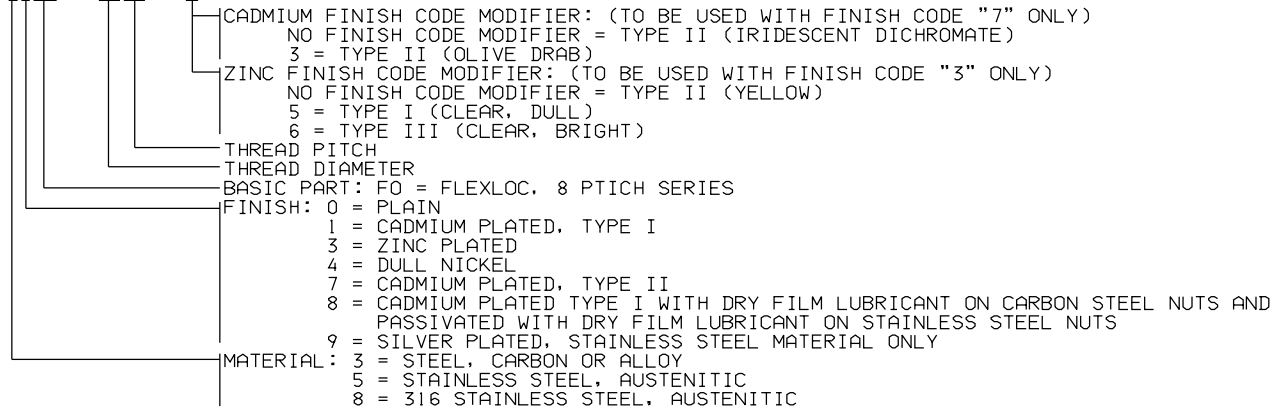 CADMIUM FINISH CODE MODIFIER: (TO BE USED WITH FINISH CODE "7" ONLY)
NO FINISH CODE MODIFIER = TYPE II (IRIDESCENT DICHROMATE)
3 = TYPE II (OLIVE DRAB)
ZINC FINISH CODE MODIFIER: (TO BE USED WITH FINISH CODE "3" ONLY)
NO FINISH CODE MODIFIER = TYPE II (YELLOW)
5 = TYPE I (CLEAR, DULL)
6 = TYPE III (CLEAR, BRIGHT)
THREAD PITCH
THREAD DIAMETER
BASIC PART: FO = FLEXLOC, 8 PTICH SERIES
FINISH: 0 = PLAIN
1 = CADMIUM PLATED, TYPE I
3 = ZINC PLATED
4 = DULL NICKEL
7 = CADMIUM PLATED, TYPE II
8 = CADMIUM PLATED TYPE I WITH DRY FILM LUBRICANT ON CARBON STEEL NUTS AND
PASSIVATED WITH DRY FILM LUBRICANT ON STAINLESS STEEL NUTS
9 = SILVER PLATED, STAINLESS STEEL MATERIAL ONLY
MATERIAL: 3 = STEEL, CARBON OR ALLOY
5 = STAINLESS STEEL, AUSTENITIC
8 = 316 STAINLESS STEEL, AUSTENITIC